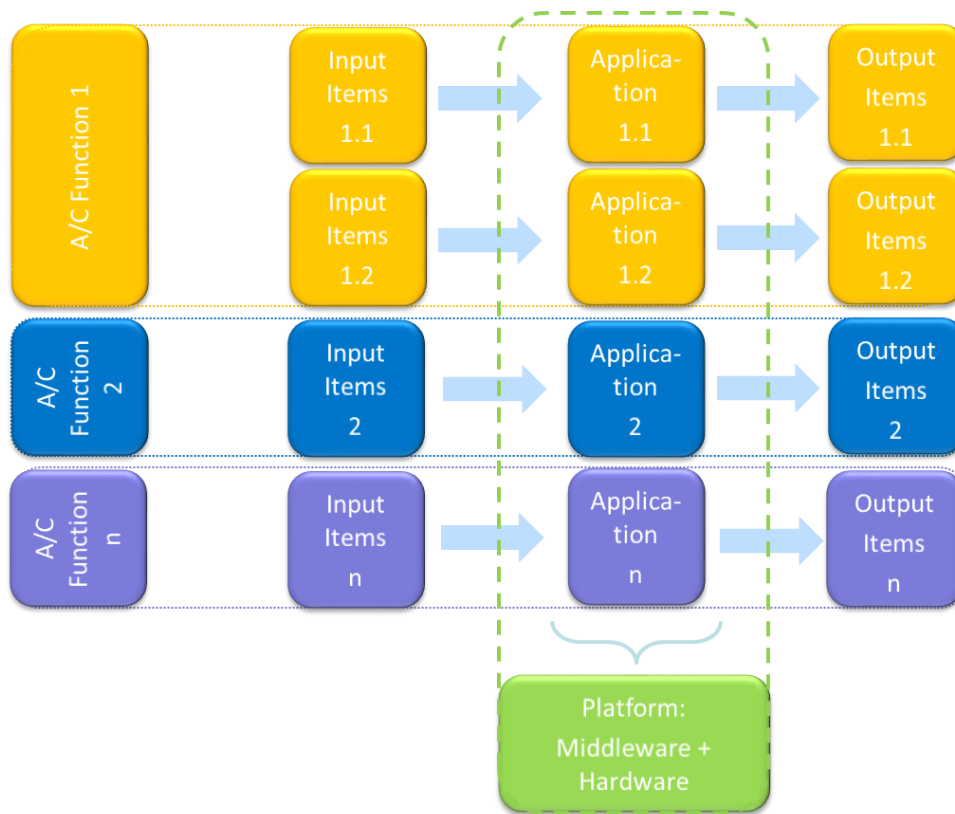 A/C Function 1
Input
Items
1.1
Applica-
tion
1.1
Output
Items
1.1
Input
Items
1.2
Applica-
tion
1.2
Output
Items
1.2
A/C
Function
2
Input
Items
2
Applica-
tion
2
Output
Items
2
A/C
Function
n
Input
Items
n
Applica-
tion
n
Output
Items
n
Platform:
Middleware +
Hardware